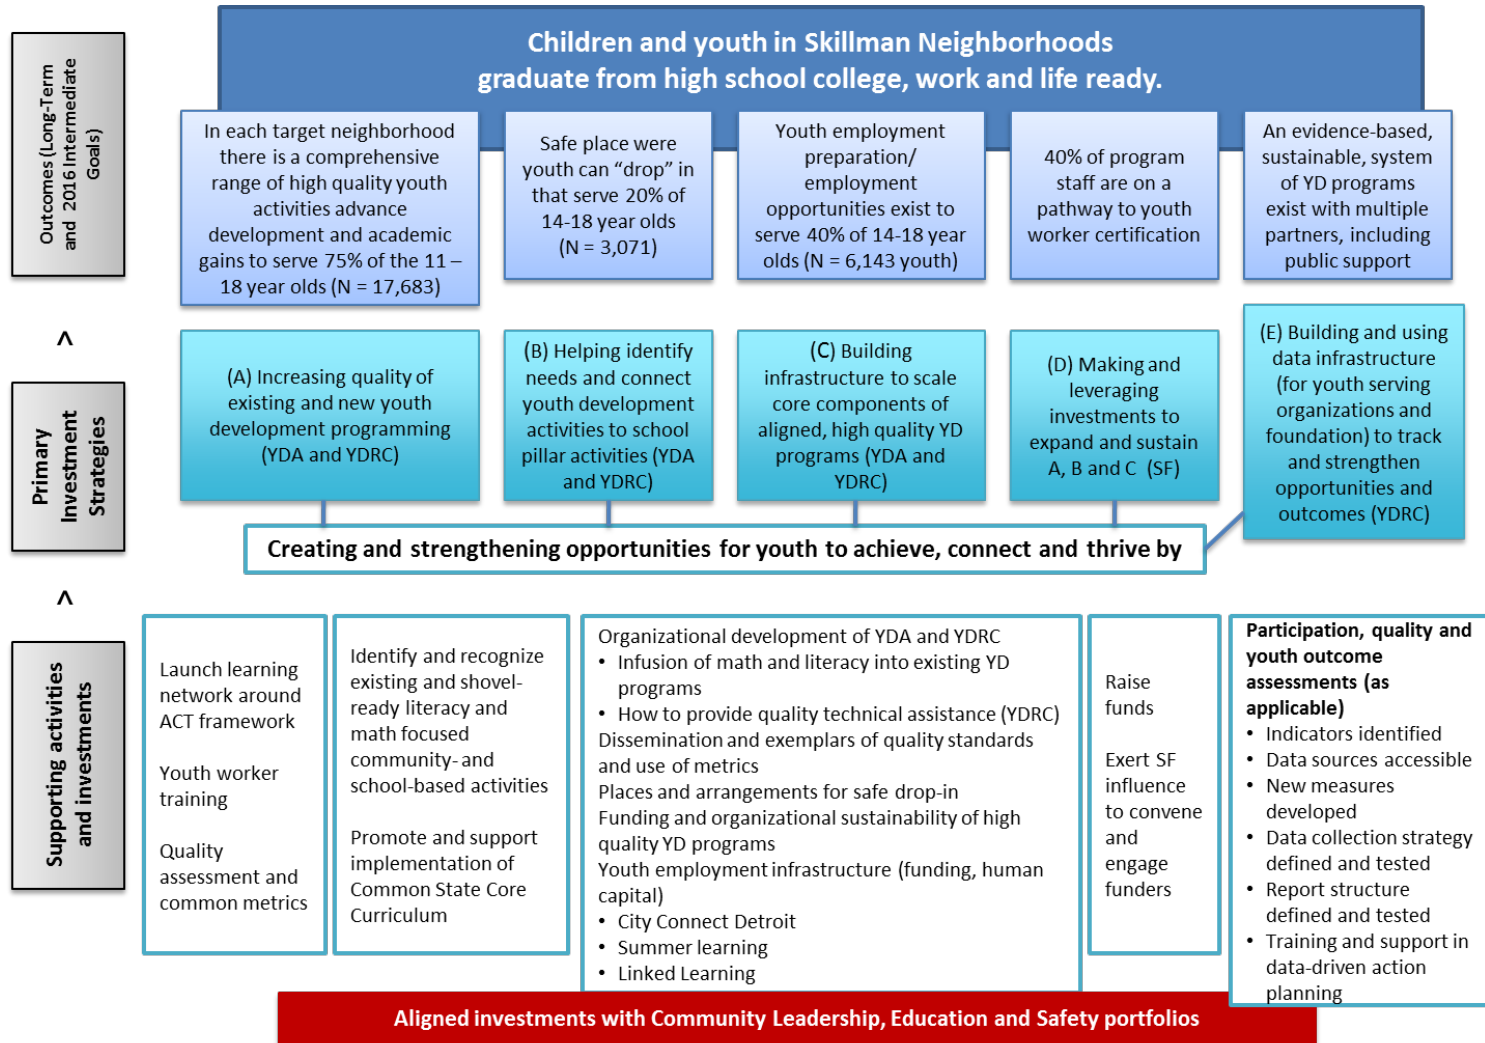 Outcomes (Long-Term
and 2016 Intermediate
Goals)
Children and youth in Skillman Neighborhoods
graduate from high school college, work and life ready.
In each target neighborhood
there is a comprehensive
range of high quality youth
activities advance
development and academic
gains to serve 75% of the 11 –
18 year olds (N = 17,683)
Safe place were
youth can “drop” in
that serve 20% of
14-18 year olds
(N = 3,071)
Youth employment
preparation/
employment
opportunities exist to
serve 40% of 14-18 year
olds (N = 6,143 youth)
40% of program
staff are on a
pathway to youth
worker certification
An evidence-based,
sustainable, system
of YD programs
exist with multiple
partners, including
public support
^
Primary
Investment
Strategies
(A) Increasing quality of
existing and new youth
development programming
(YDA and YDRC)
(B) Helping identify
needs and connect
youth development
activities to school
pillar activities (YDA
and YDRC)
(C) Building
infrastructure to scale
core components of
aligned, high quality YD
programs (YDA and
YDRC)
(D) Making and
leveraging
investments to
expand and sustain
A, B and C (SF)
(E) Building and using
data infrastructure
(for youth serving
organizations and
foundation) to track
and strengthen
opportunities and
outcomes (YDRC)
Creating and strengthening opportunities for youth to achieve, connect and thrive by
^
Supporting activities
and investments
Launch learning
network around
ACT framework
Youth worker
training
Quality
assessment and
common metrics
Identify and recognize
existing and shovel-
ready literacy and
math focused
community- and
school-based activities
Promote and support
implementation of
Common State Core
Curriculum
Organizational development of YDA and YDRC
• Infusion of math and literacy into existing YD
programs
• How to provide quality technical assistance (YDRC)
Dissemination and exemplars of quality standards
and use of metrics
Places and arrangements for safe drop-in
Funding and organizational sustainability of high
quality YD programs
Youth employment infrastructure (funding, human
capital)
• City Connect Detroit
• Summer learning
• Linked Learning
Raise
funds
Exert SF
influence
to convene
and
engage
funders
Participation, quality and
youth outcome
assessments (as
applicable)
• Indicators identified
• Data sources accessible
• New measures
developed
• Data collection strategy
defined and tested
• Report structure
defined and tested
• Training and support in
data-driven action
planning
Aligned investments with Community Leadership, Education and Safety portfolios